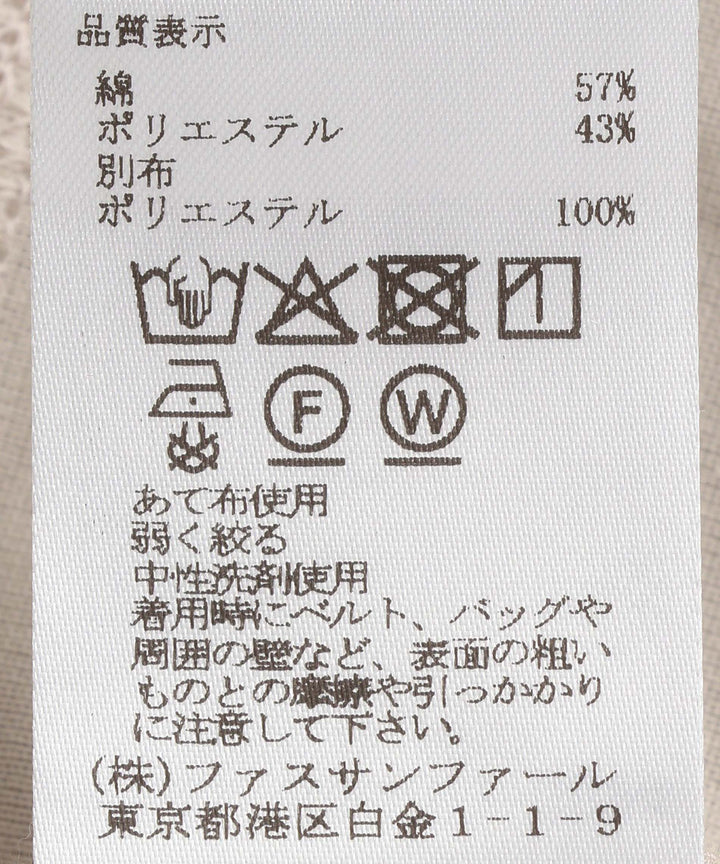 品質表示
綿 57%
ポリエステル 43%
別布
ポリエステル 100%
F W
あて布使用
弱く絞る
中性洗剤使用
着用時にベルト、バッグや
周囲の壁など、表面の粗い
ものとの摩擦や引っかかり
に注意して下さい。
(株)ファスサンファール
東京都港区白金1-1-9